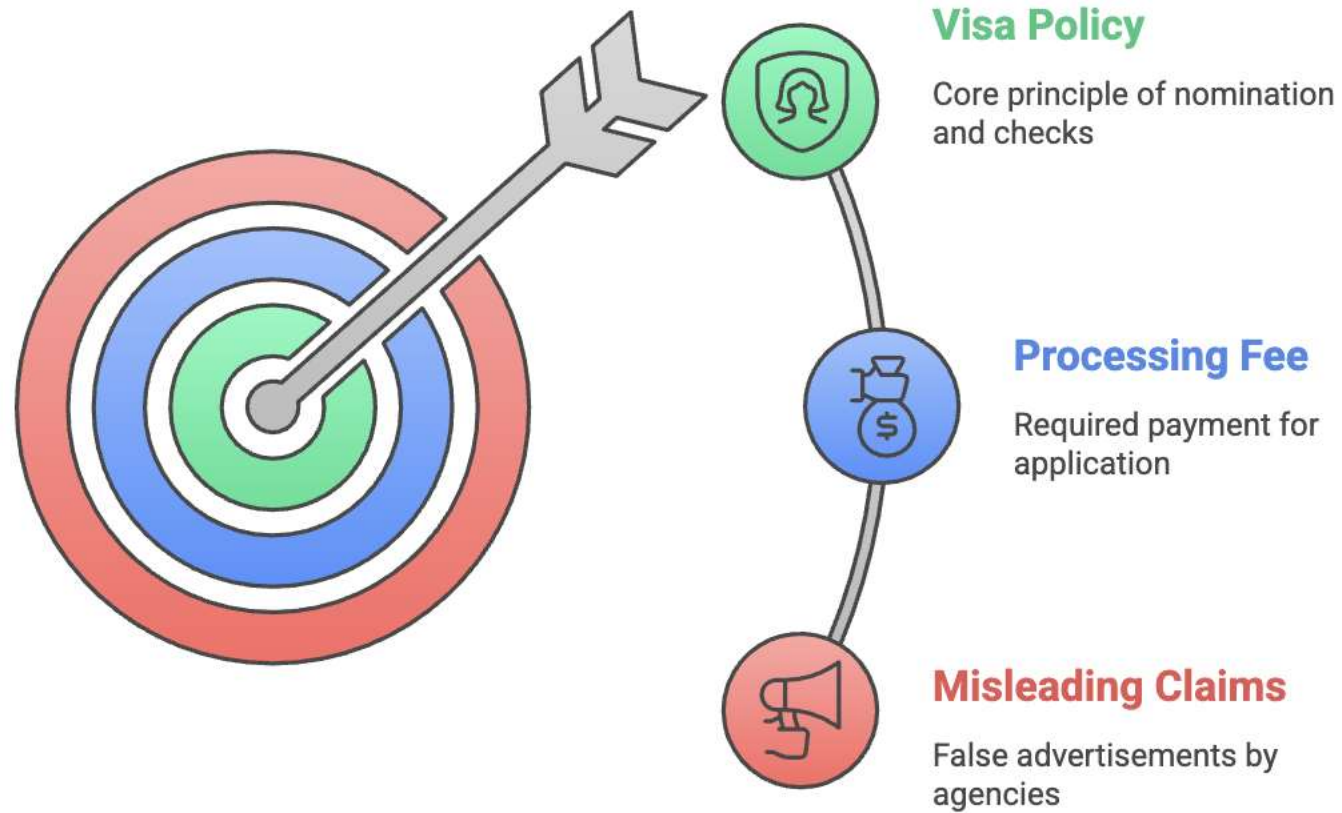 Visa Policy
Core principle of nomination
and checks
Processing Fee
Required payment for
application
$
Misleading Claims
False advertisements by
agencies